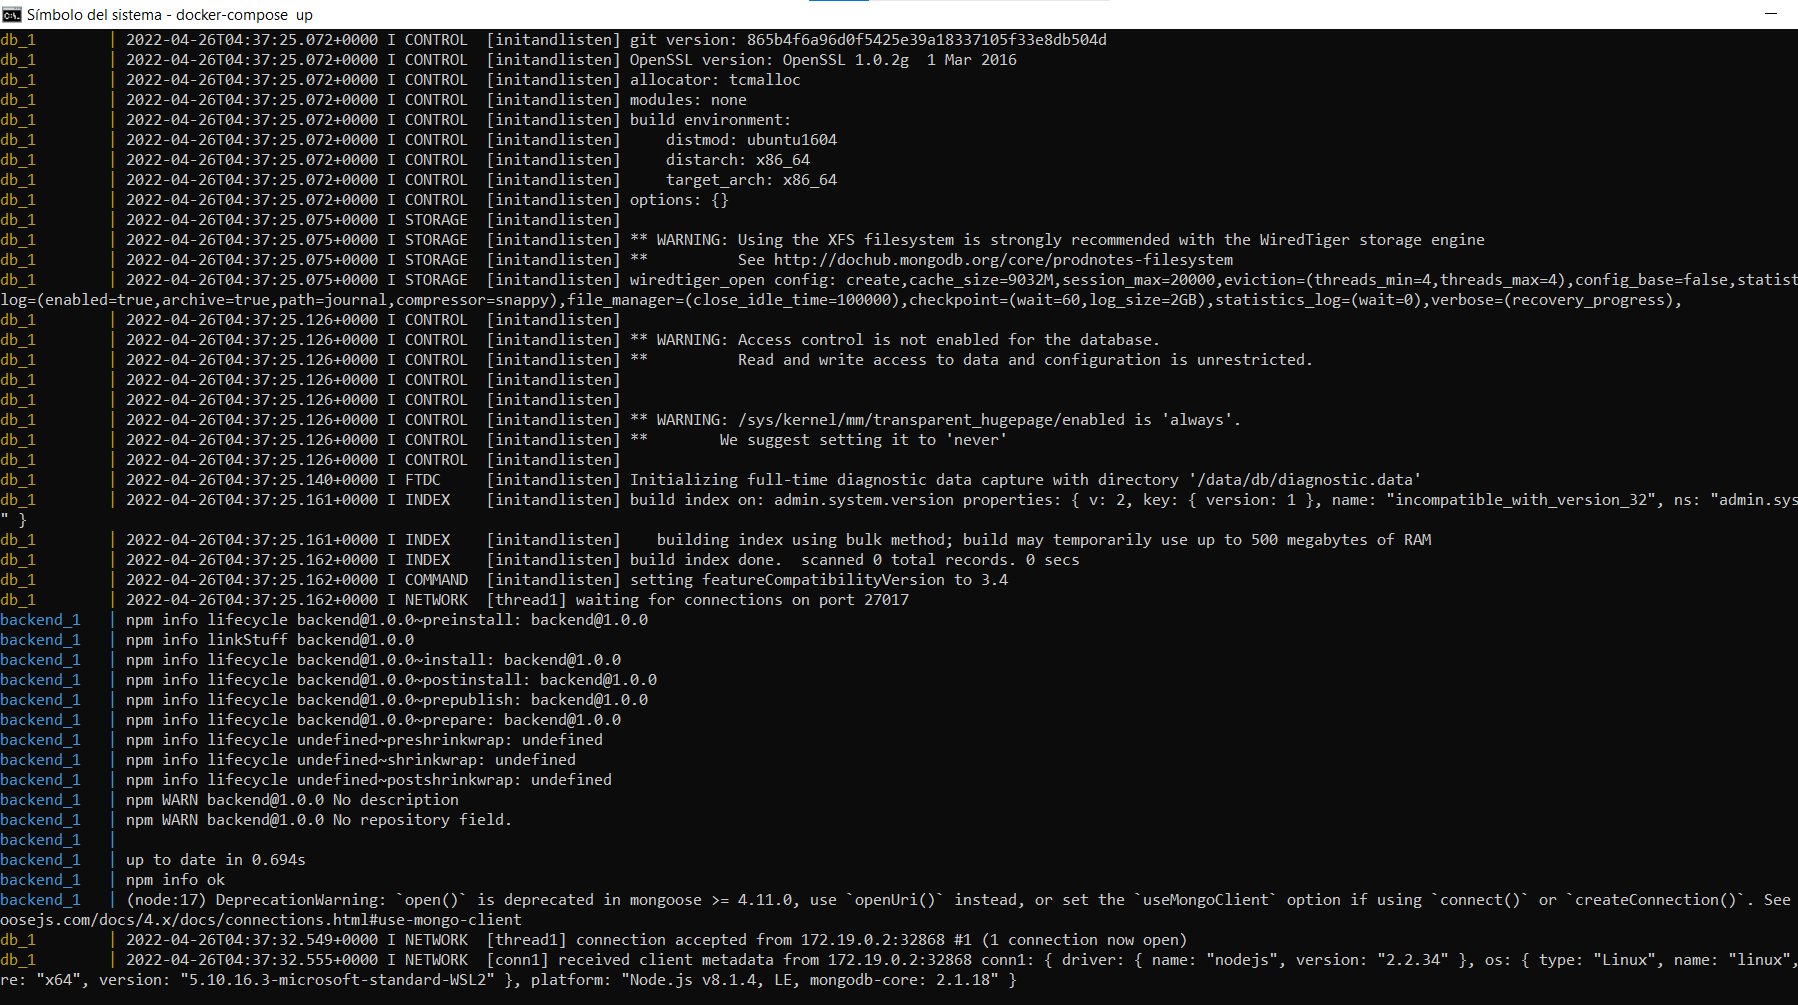 Símbolo del sistema - docker-compose up
db_1 | 2022-04-26T04:37:25.072+0000 I CONTROL [initandlisten] git version: 865b4f6a96d0f5425e39a18337105f33e8db504d
db_1 | 2022-04-26T04:37:25.072+0000 I CONTROL [initandlisten] OpenSSL version: OpenSSL 1.0.2g 1 Mar 2016
db_1 | 2022-04-26T04:37:25.072+0000 I CONTROL [initandlisten] allocator: tcmalloc
db_1 | 2022-04-26T04:37:25.072+0000 I CONTROL [initandlisten] modules: none
db_1 | 2022-04-26T04:37:25.072+0000 I CONTROL [initandlisten] build environment:
db_1 | 2022-04-26T04:37:25.072+0000 I CONTROL [initandlisten] distmod: ubuntu1604
db_1 | 2022-04-26T04:37:25.072+0000 I CONTROL [initandlisten] distarch: x86_64
db_1 | 2022-04-26T04:37:25.072+0000 I CONTROL [initandlisten] target_arch: x86_64
db_1 | 2022-04-26T04:37:25.072+0000 I CONTROL [initandlisten] options: {}
db_1 | 2022-04-26T04:37:25.075+0000 I STORAGE [initandlisten]
db_1 | 2022-04-26T04:37:25.075+0000 I STORAGE [initandlisten] ** WARNING: Using the XFS filesystem is strongly recommended with the WiredTiger storage engine
db_1 | 2022-04-26T04:37:25.075+0000 I STORAGE [initandlisten] ** See http://dochub.mongodb.org/core/prodnotes-filesystem
db_1 | 2022-04-26T04:37:25.075+0000 I STORAGE [initandlisten] wiredtiger_open config: create,cache_size=9032M,session_max=20000,eviction=(threads_min=4,threads_max=4),config_base=false,statist
log=(enabled=true,archive=true,path=journal,compressor=snappy),file_manager=(close_idle_time=100000),checkpoint=(wait=60,log_size=2GB),statistics_log=(wait=0),verbose=(recovery_progress),
db_1 | 2022-04-26T04:37:25.126+0000 I CONTROL [initandlisten]
db_1 | 2022-04-26T04:37:25.126+0000 I CONTROL [initandlisten] ** WARNING: Access control is not enabled for the database.
db_1 | 2022-04-26T04:37:25.126+0000 I CONTROL [initandlisten] ** Read and write access to data and configuration is unrestricted.
db_1 | 2022-04-26T04:37:25.126+0000 I CONTROL [initandlisten]
db_1 | 2022-04-26T04:37:25.126+0000 I CONTROL [initandlisten]
db_1 | 2022-04-26T04:37:25.126+0000 I CONTROL [initandlisten] ** WARNING: /sys/kernel/mm/transparent_hugepage/enabled is 'always'.
db_1 | 2022-04-26T04:37:25.126+0000 I CONTROL [initandlisten] ** We suggest setting it to 'never'
db_1 | 2022-04-26T04:37:25.126+0000 I CONTROL [initandlisten]
db_1 | 2022-04-26T04:37:25.140+0000 I FTDC [initandlisten] Initializing full-time diagnostic data capture with directory '/data/db/diagnostic.data'
db_1 | 2022-04-26T04:37:25.161+0000 I INDEX [initandlisten] build index on: admin.system.version properties: { v: 2, key: { version: 1 }, name: "incompatible_with_version_32", ns: "admin.sys
" }
db_1 | 2022-04-26T04:37:25.161+0000 I INDEX [initandlisten] building index using bulk method; build may temporarily use up to 500 megabytes of RAM
db_1 | 2022-04-26T04:37:25.162+0000 I INDEX [initandlisten] build index done. scanned 0 total records. 0 secs
db_1 | 2022-04-26T04:37:25.162+0000 I COMMAND [initandlisten] setting featureCompatibilityVersion to 3.4
db_1 | 2022-04-26T04:37:25.162+0000 I NETWORK [thread1] waiting for connections on port 27017
backend_1 | npm info lifecycle backend@1.0.0~preinstall: backend@1.0.0
backend_1 | npm info linkStuff backend@1.0.0
backend_1 | npm info lifecycle backend@1.0.0~install: backend@1.0.0
backend_1 | npm info lifecycle backend@1.0.0~postinstall: backend@1.0.0
backend_1 | npm info lifecycle backend@1.0.0~prepublish: backend@1.0.0
backend_1 | npm info lifecycle backend@1.0.0~prepare: backend@1.0.0
backend_1 | npm info lifecycle undefined~preshrinkwrap: undefined
backend_1 | npm info lifecycle undefined~shrinkwrap: undefined
backend_1 | npm info lifecycle undefined~postshrinkwrap: undefined
backend_1 | npm WARN backend@1.0.0 No description
backend_1 | npm WARN backend@1.0.0 No repository field.
backend_1 |
backend_1 | up to date in 0.694s
backend_1 | npm info ok
backend_1 | (node:17) DeprecationWarning: `open()` is deprecated in mongoose >= 4.11.0, use `openUri()` instead, or set the `useMongoClient` option if using `connect()` or `createConnection()`. See
oosejs.com/docs/4.x/docs/connections.html#use-mongo-client
db_1 | 2022-04-26T04:37:32.549+0000 I NETWORK [thread1] connection accepted from 172.19.0.2:32868 #1 (1 connection now open)
db_1 | 2022-04-26T04:37:32.555+0000 I NETWORK [conn1] received client metadata from 172.19.0.2:32868 conn1: { driver: { name: "nodejs", version: "2.2.34" }, os: { type: "Linux", name: "linux",
re: "x64", version: "5.10.16.3-microsoft-standard-WSL2" }, platform: "Node.js v8.1.4, LE, mongodb-core: 2.1.18" }